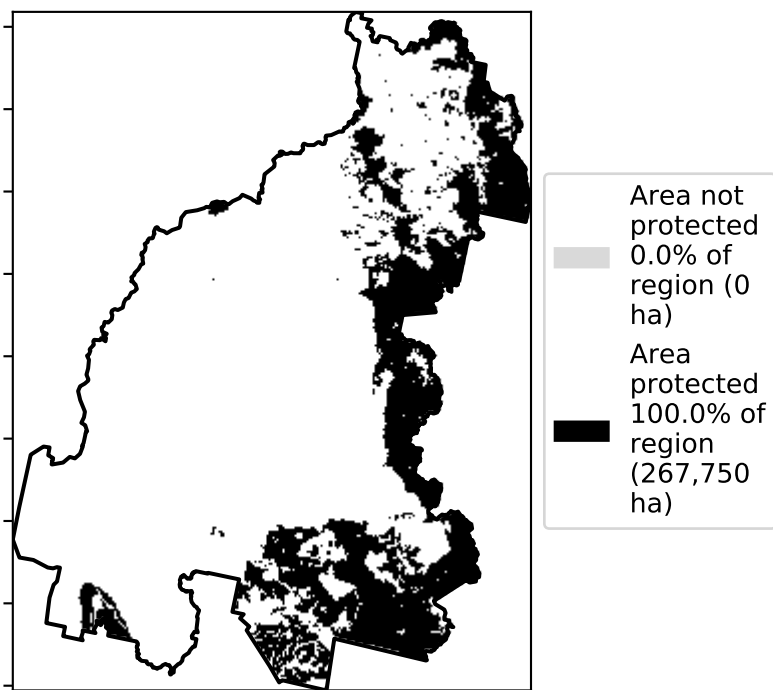 Area not
protected
0.0% of
region (0
ha)
Area
protected
100.0% of
region
(267,750
ha)